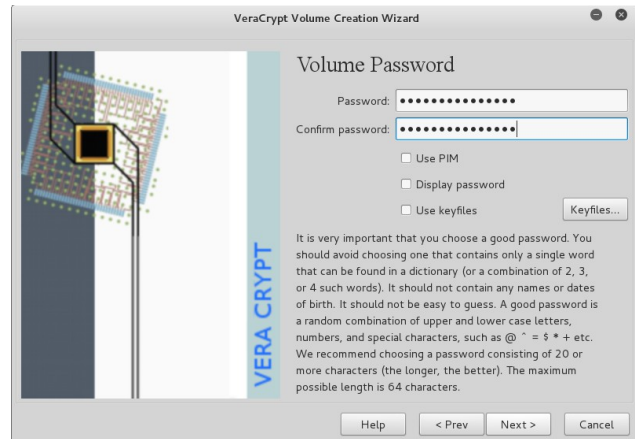 VeraCrypt Volume Creation Wizard
Volume Password
Password: •••••••••••••••
Confirm password: •••••••••••••••
Use PIM
Display password
Use keyfiles
Keyfiles...
It is very important that you choose a good password. You
should avoid choosing one that contains only a single word
that can be found in a dictionary (or a combination of 2, 3,
or 4 such words). It should not contain any names or dates
of birth. It should not be easy to guess. A good password is
a random combination of upper and lower case letters,
numbers, and special characters, such as @ ^ = $ * + etc.
We recommend choosing a password consisting of 20 or
more characters (the longer, the better). The maximum
possible length is 64 characters.
VERA CRYPT
Help
< Prev
Next >
Cancel